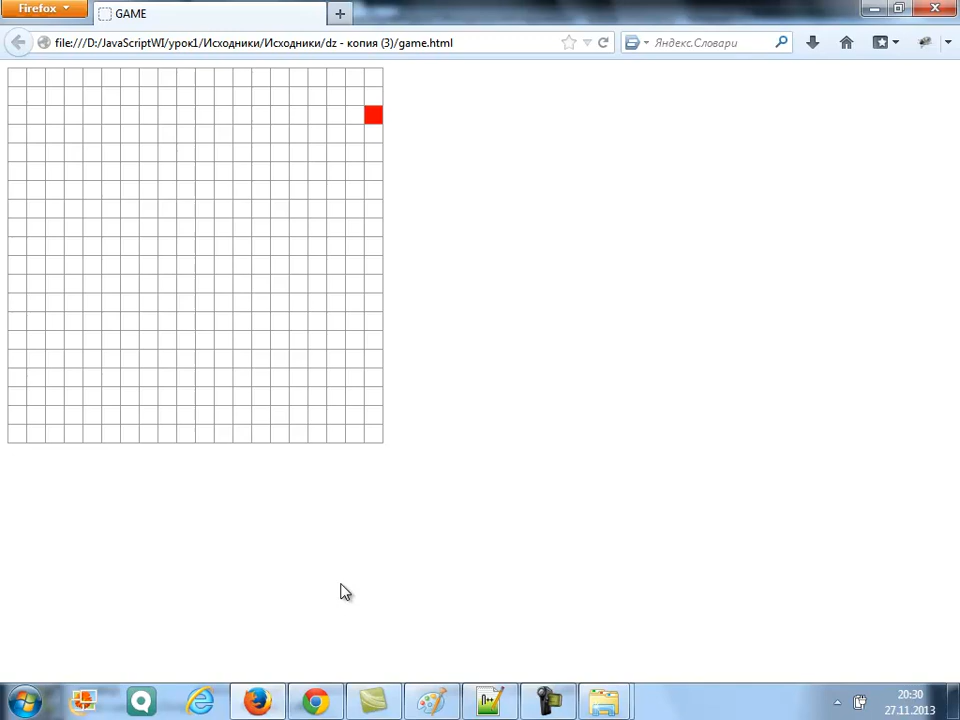 Firefox
GAME
file:///D:/JavaScriptWI/урок1/Исходники/Исходники/dz - копия (3)/game.html
Яндекс.Словари
N++
20:30
27.11.2013